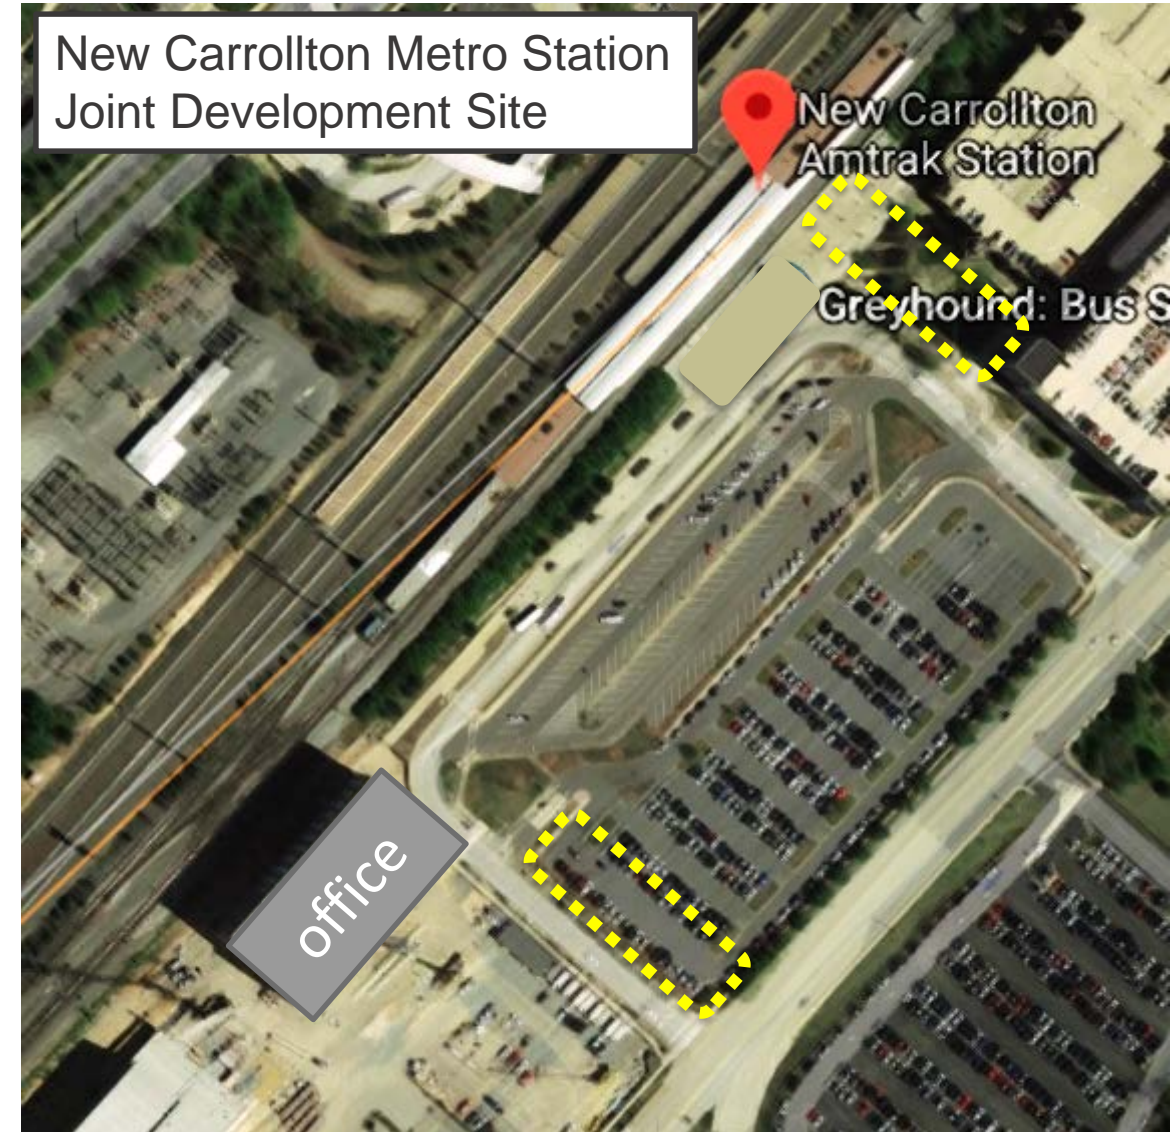 New Carrollton Metro Station
Joint Development Site
New Carrollton
Amtrak Station
Greyhound: Bus S
office